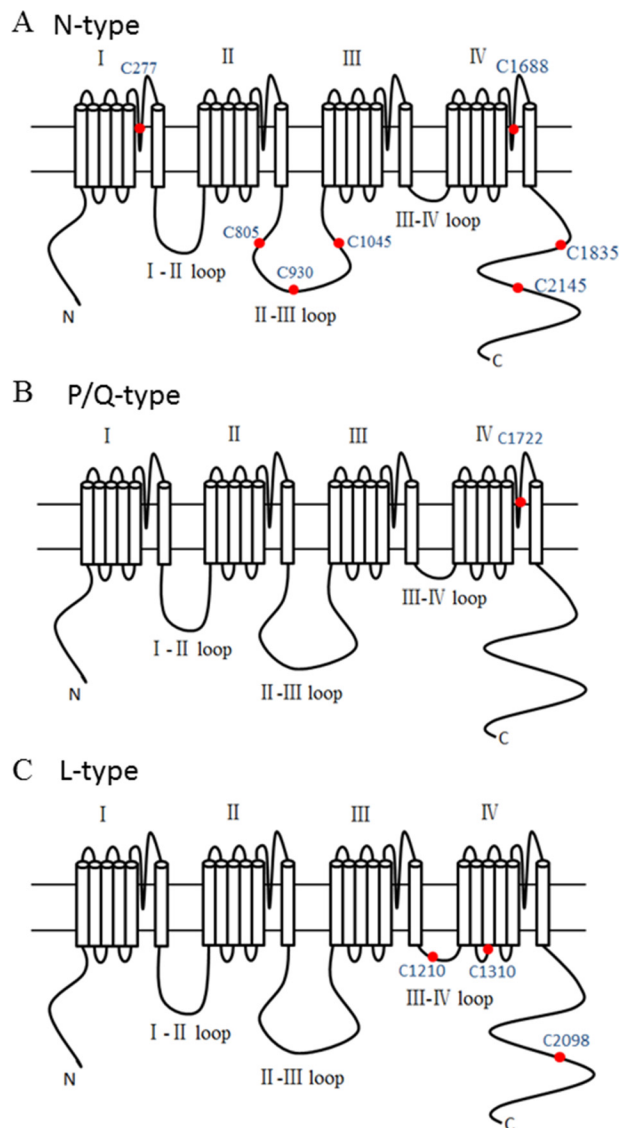 A N-type
Ⅰ Ⅱ Ⅲ Ⅳ
C277 C1688
C805 C1045
Ⅲ-Ⅳ loop
C930
C1835
Ⅰ-Ⅱ loop
C2145
Ⅱ-Ⅲ loop
N
C
B P/Q-type
Ⅰ Ⅱ Ⅲ Ⅳ C1722
Ⅲ-Ⅳ loop
Ⅰ-Ⅱ loop
N
Ⅱ-Ⅲ loop
C
C L-type
Ⅰ Ⅱ Ⅲ Ⅳ
C1210 C1310
Ⅲ-Ⅳ loop
Ⅰ-Ⅱ loop
C2098
N
Ⅱ-Ⅲ loop
C